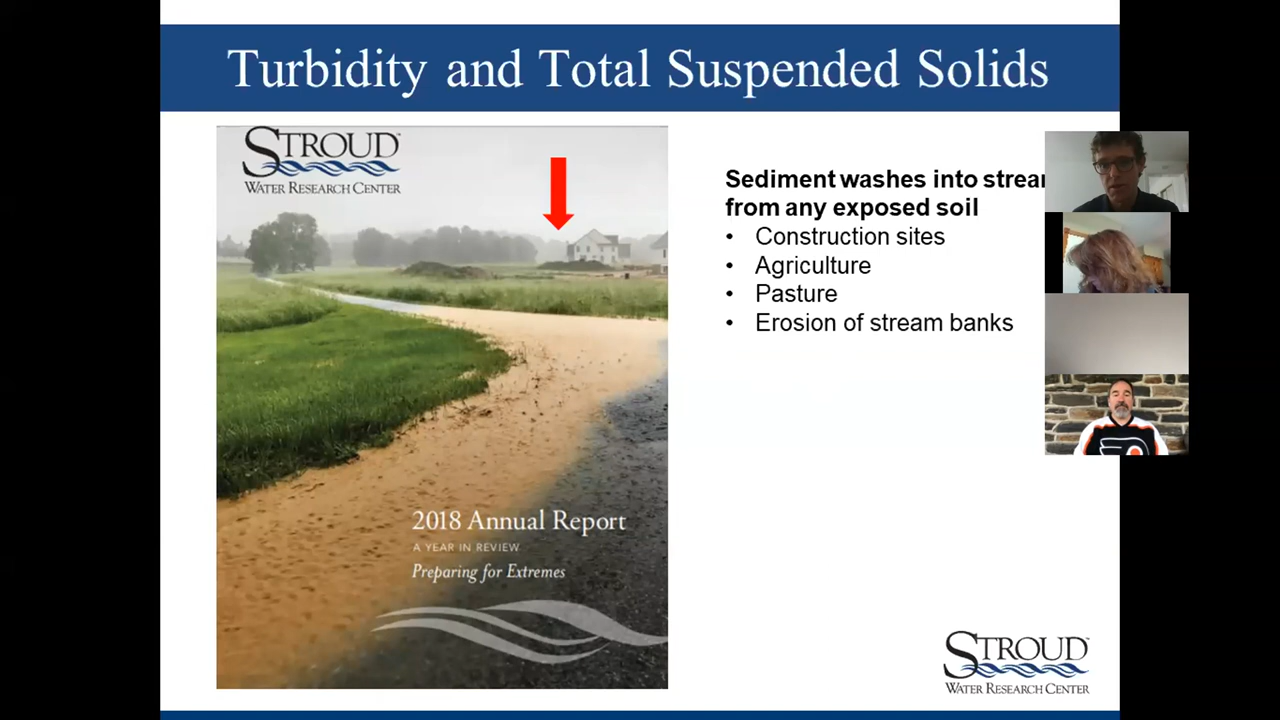 Turbidity and Total Suspended Solids
STROUD
WATER RESEARCH CENTER
Sediment washes into
from any exposed soil
• Construction sites
• Agriculture
• Pasture
• Erosion of stream banks
2018 Annual Report
A YEAR IN REVIEW
Preparing for Extremes
STROUD
WATER RESEARCH CENTER